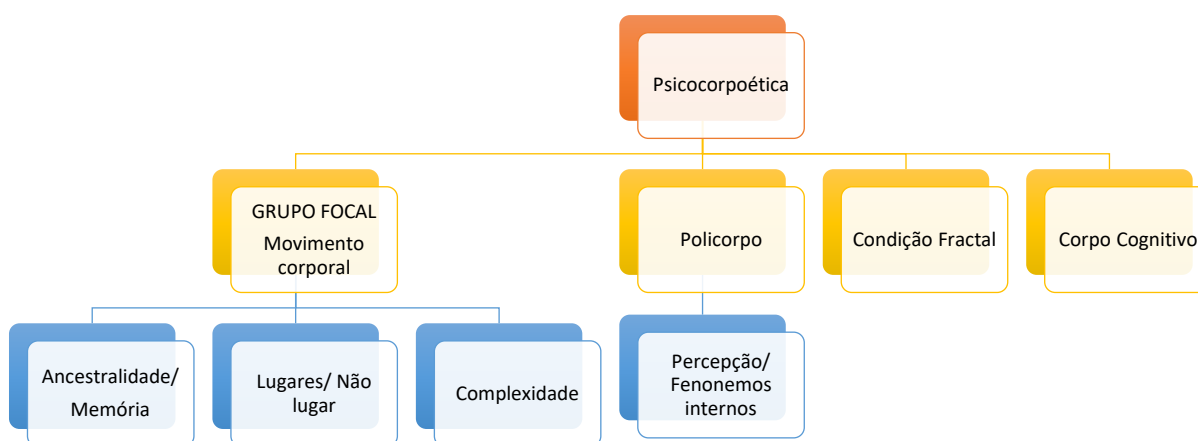 Psicocorpoética
GRUPO FOCAL
Movimento
corporal
Policorpo
Condição Fractal
Corpo Cognitivo
Ancestralidade/
Memória
Lugares/ Não
lugar
Complexidade
Percepção/
Fenonemos
internos